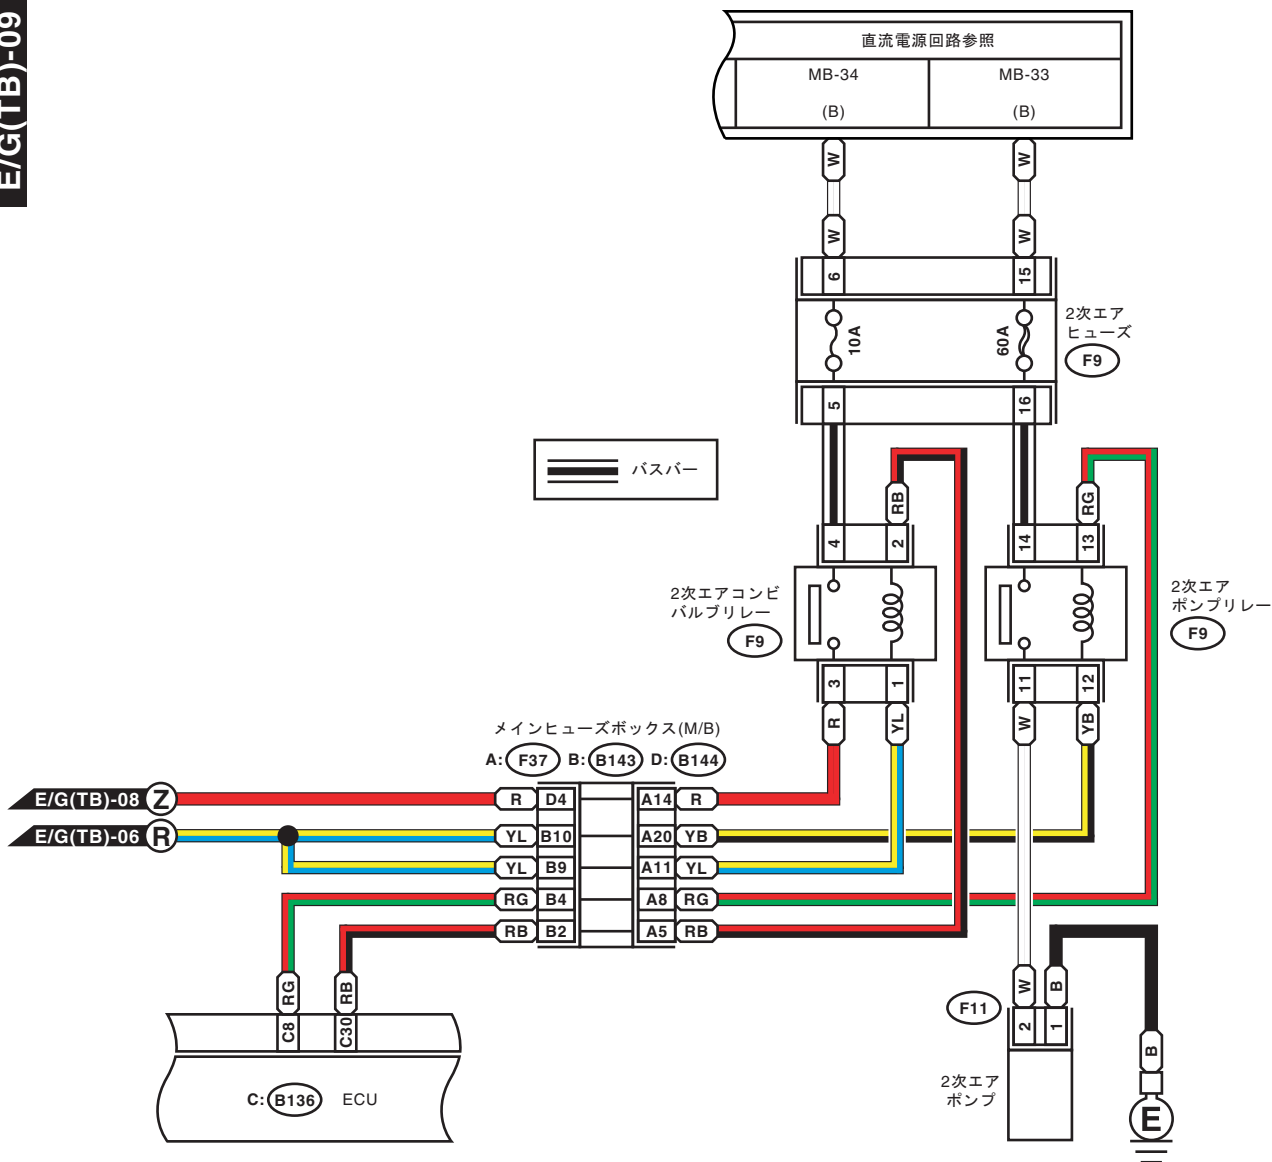 E/G(TB)-09
直流電源回路参照
MB-34
MB-33
(B)
(B)
W
W
W
W
6
15
10A
60A
2次エア
ヒューズ
F9
5
16
バスバー
RB
RG
4
2
14
13
2次エアコンビ
バルブリレー
F9
2次エア
ポンプリレー
F9
3
1
11
12
R
YL
W
YB
メインヒューズボックス(M/B)
A: F37 B: B143 D: B144
E/G(TB)-08 Z
R D4 A14 R
E/G(TB)-06 R
YL B10 A20 YB
YL B9 A11 YL
RG B4 A8 RG
RB B2 A5 RB
RG
RB
W
B
C8
C30
F11
2
1
B
C: B136 ECU
2次エア
ポンプ
E